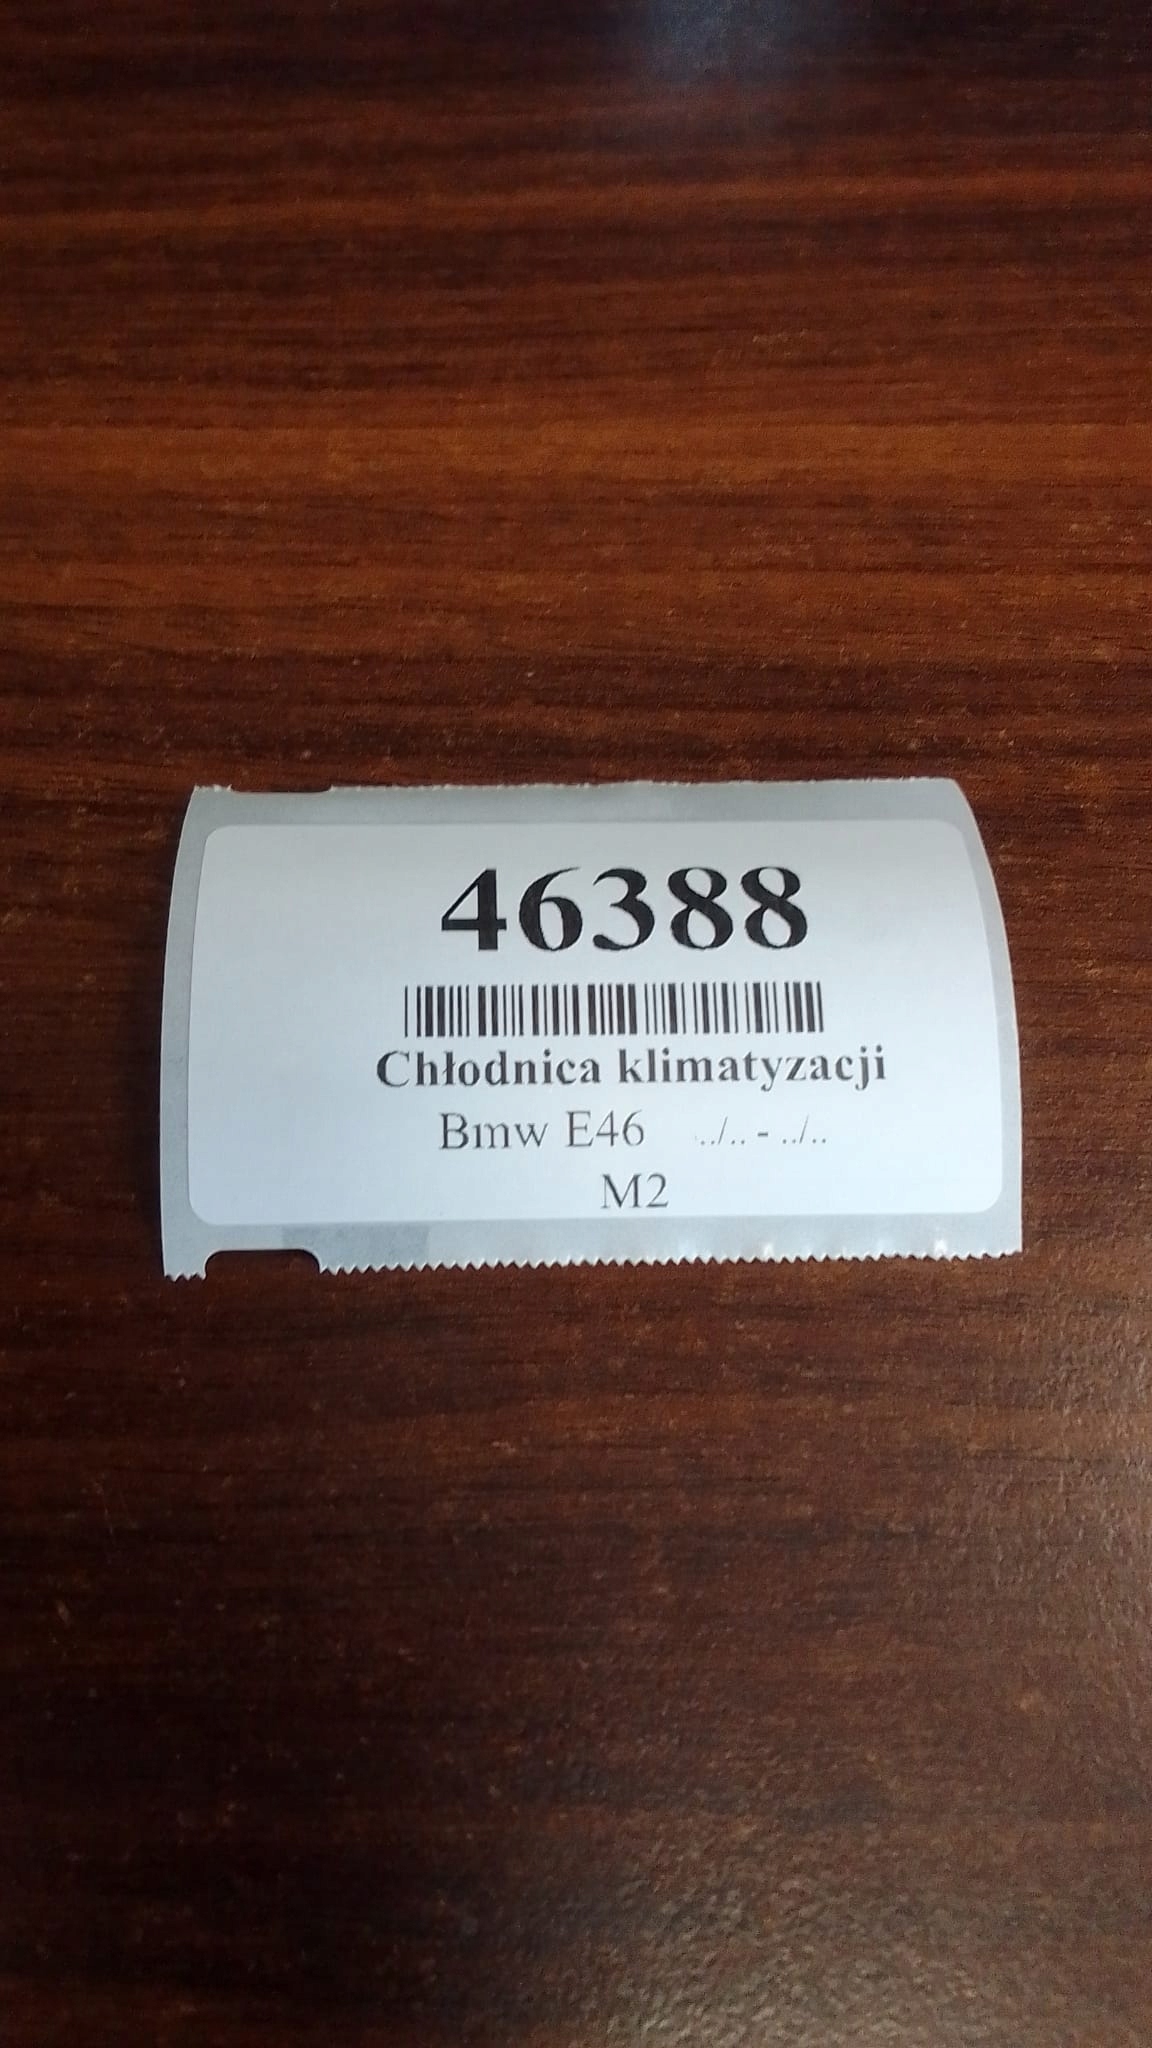 46388
Chłodnica klimatyzacji
Bmw E46 ../.. - ../..
M2